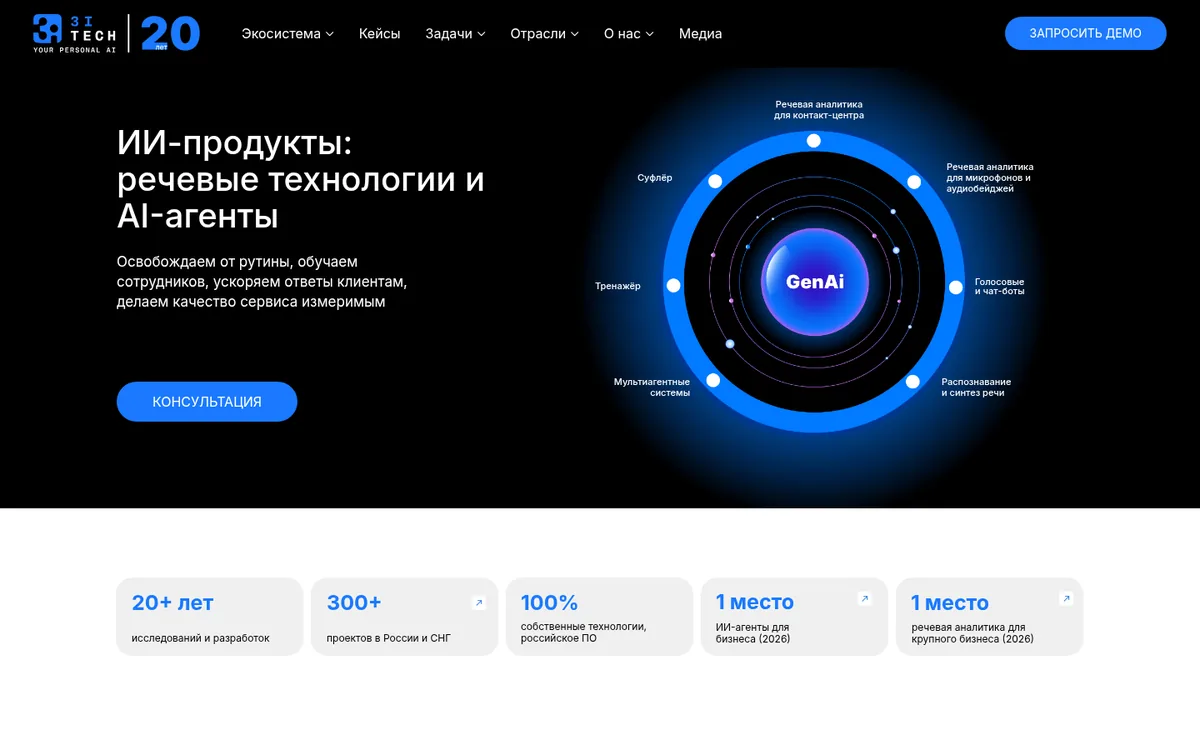 3i
TECH
YOUR PERSONAL AI
20
лет
Экосистема
Кейсы
Задачи
Отрасли
О нас
Медиа
ЗАПРОСИТЬ ДЕМО
ИИ-продукты:
речевые технологии и
AI-агенты
Освобождаем от рутины, обучаем
сотрудников, ускоряем ответы клиентам,
делаем качество сервиса измеримым
КОНСУЛЬТАЦИЯ
Речевая аналитика
для контакт-центра
Суфлёр
Речевая аналитика
для микрофонов и
аудиобейджей
Тренажёр
GenAi
Голосовые
и чат-боты
Мультиагентные
системы
Распознавание
и синтез речи
20+ лет
исследований и разработок
300+
проектов в России и СНГ
100%
собственные технологии,
российское ПО
1 место
ИИ-агенты для
бизнеса (2026)
1 место
речевая аналитика для
крупного бизнеса (2026)